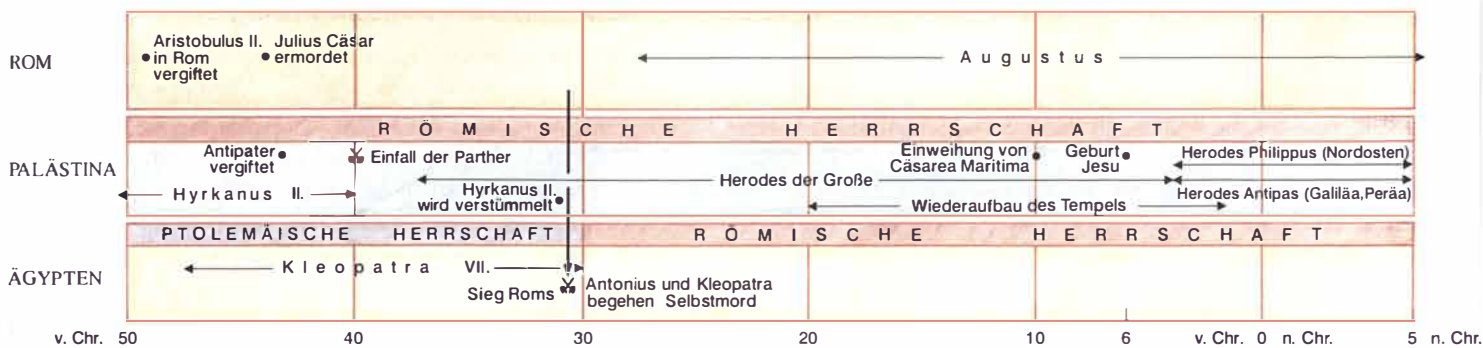 ROM
Aristobulus II. Julius Cäsar
in Rom ermordet
vergiftet
Augustus
RÖMISCHE HERRSCHAFT
PALÄSTINA
Antipater
vergiftet
Einfall der Parther
Einweihung von
Cäsarea Maritima
Geburt
Jesu
Herodes Philippus (Nordosten)
Hyrkanus II.
Herodes der Große
Hyrkanus II.
wird verstümmelt
Herodes Antipas (Galiläa,Peräa)
Wiederaufbau des Tempels
PTOLEMÄISCHE HERRSCHAFT RÖMISCHE HERRSCHAFT
ÄGYPTEN
Kleopatra VII.
Sieg Roms
Antonius und Kleopatra
begehen Selbstmord
v. Chr. 50 40 30 20 10 6 v. Chr. 0 n. Chr. 5 n. Chr.